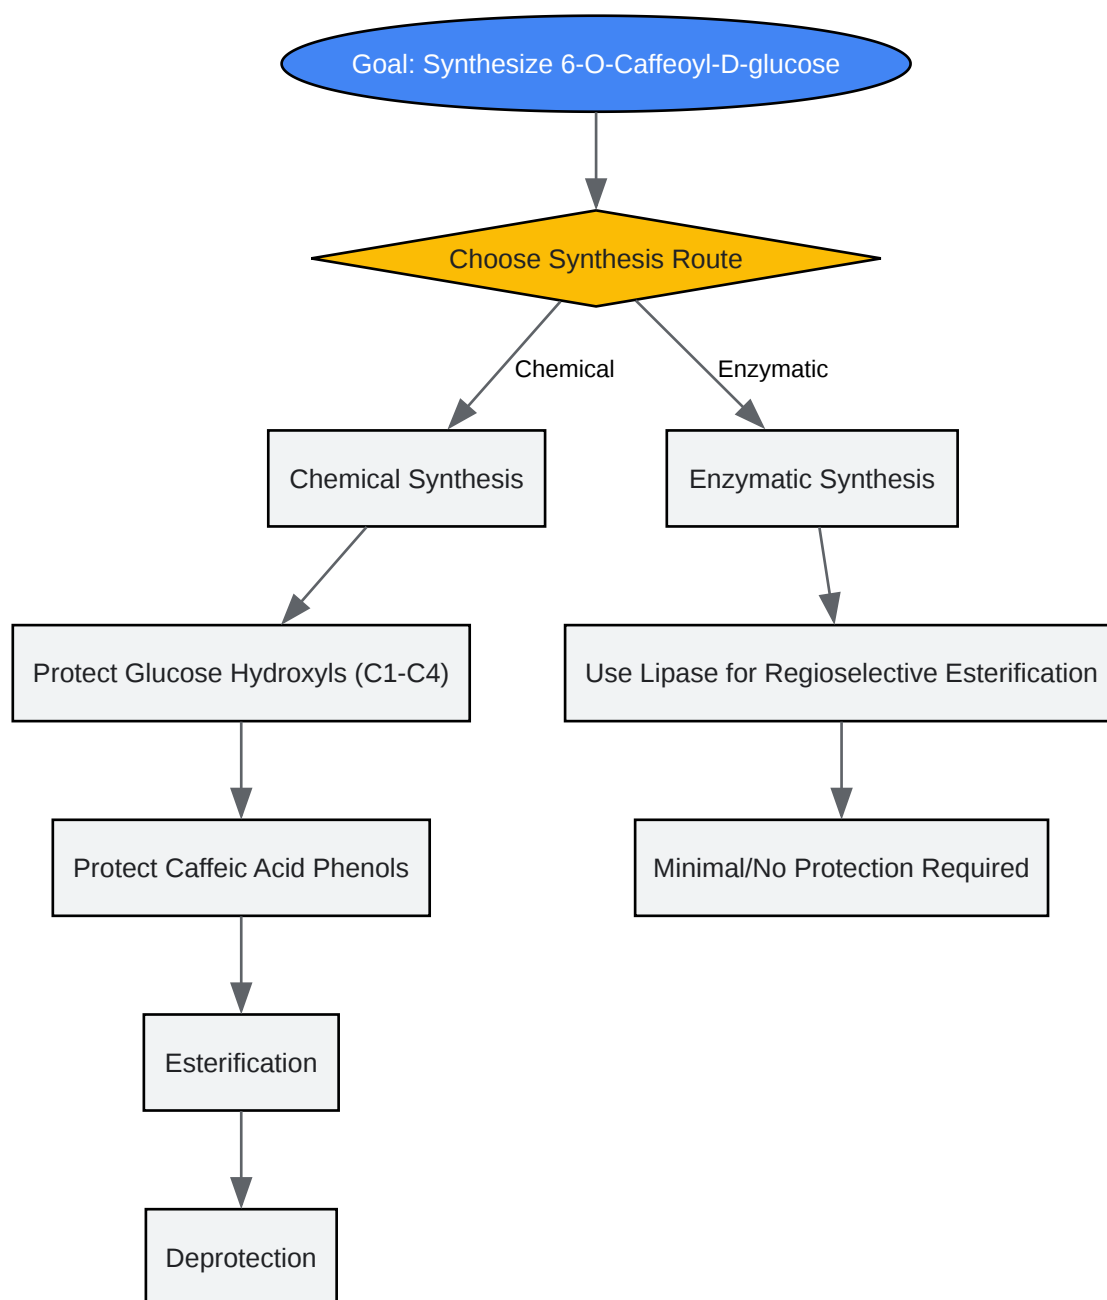 Goal: Synthesize 6-O-Caffeoyl-D-glucose
Choose Synthesis Route
Chemical
Enzymatic
Chemical Synthesis
Enzymatic Synthesis
Protect Glucose Hydroxyls (C1-C4)
Use Lipase for Regioselective Esterification
Protect Caffeic Acid Phenols
Minimal/No Protection Required
Esterification
Deprotection